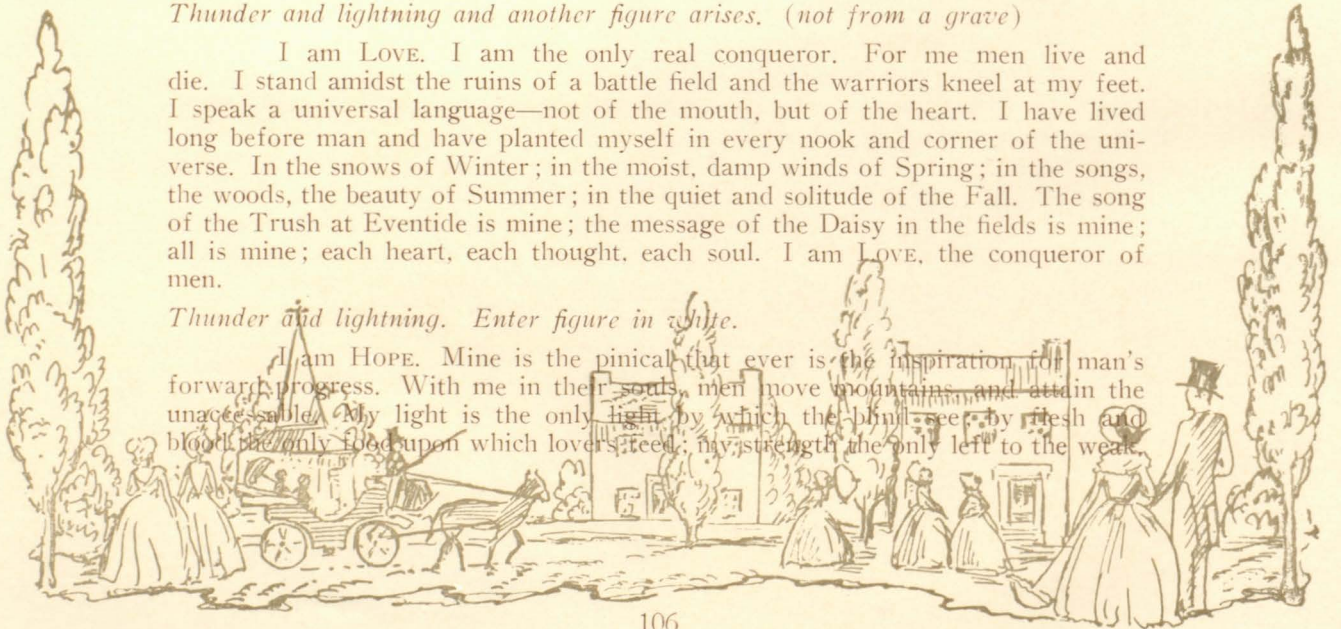 Thunder and lightning and another figure arises. (not from a grave)
I am LOVE. I am the only real conqueror. For me men live and
die. I stand amidst the ruins of a battle field and the warriors kneel at my feet.
I speak a universal language—not of the mouth, but of the heart. I have lived
long before man and have planted myself in every nook and corner of the uni-
verse. In the snows of Winter; in the moist, damp winds of Spring; in the songs,
the woods, the beauty of Summer; in the quiet and solitude of the Fall. The song
of the Trush at Eventide is mine; the message of the Daisy in the fields is mine;
all is mine; each heart, each thought, each soul. I am LOVE, the conqueror of
men.
Thunder and lightning. Enter figure in white.
I am HOPE. Mine is the pinical that ever is the inspiration for man's
forward progress. With me in their souls, men move mountains and attain the
unaccessable. My light is the only light by which the blind see; by flesh and
blood the only food upon which lovers feed; my strength the only left to the weak.
106